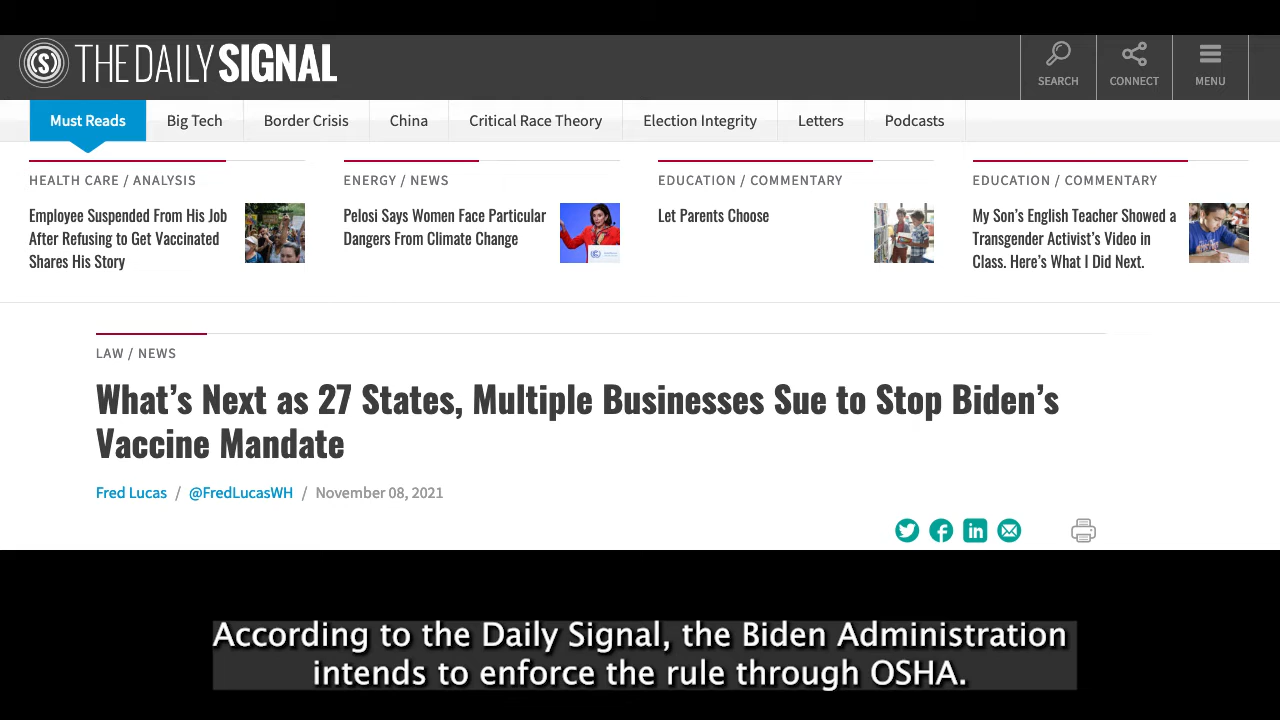 THE DAILY SIGNAL
SEARCH
CONNECT
MENU
Must Reads
Big Tech
Border Crisis
China
Critical Race Theory
Election Integrity
Letters
Podcasts
HEALTH CARE / ANALYSIS
Employee Suspended From His Job
After Refusing to Get Vaccinated
Shares His Story
ENERGY / NEWS
Pelosi Says Women Face Particular
Dangers From Climate Change
EDUCATION / COMMENTARY
Let Parents Choose
EDUCATION / COMMENTARY
My Son's English Teacher Showed a
Transgender Activist's Video in
Class. Here's What I Did Next.
LAW / NEWS
What's Next as 27 States, Multiple Businesses Sue to Stop Biden's
Vaccine Mandate
Fred Lucas / @FredLucasWH / November 08, 2021
According to the Daily Signal, the Biden Administration
intends to enforce the rule through OSHA.